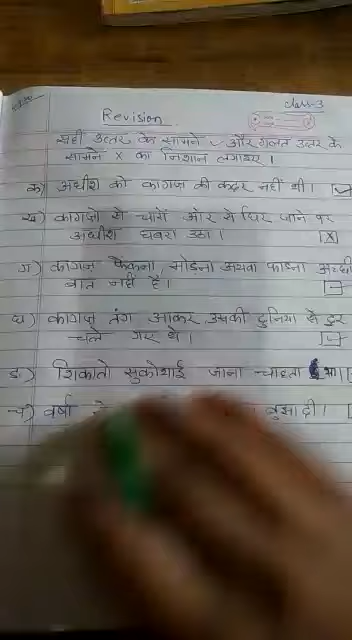 class-3
Revision
सही उत्तर के सामने ✓ और गलत उत्तर के
सामने X का निशान लगाइए।
क) अधीश को कागज़ की कदर नहीं थी।
ख) कागज़ों से चारों ओर से घिर जाने पर
अधीश घबरा उठा। X
ग) कागज़ फेंकना मोड़ना अथवा फाड़ना अच्छी
बात नहीं है।
घ) कागज़ तंग आकर उसकी दुनिया से दूर
चले गए थे।
ङ) शिकातो सुकोशाई जाना चाहता था।
च) वर्षा बुझा दी।